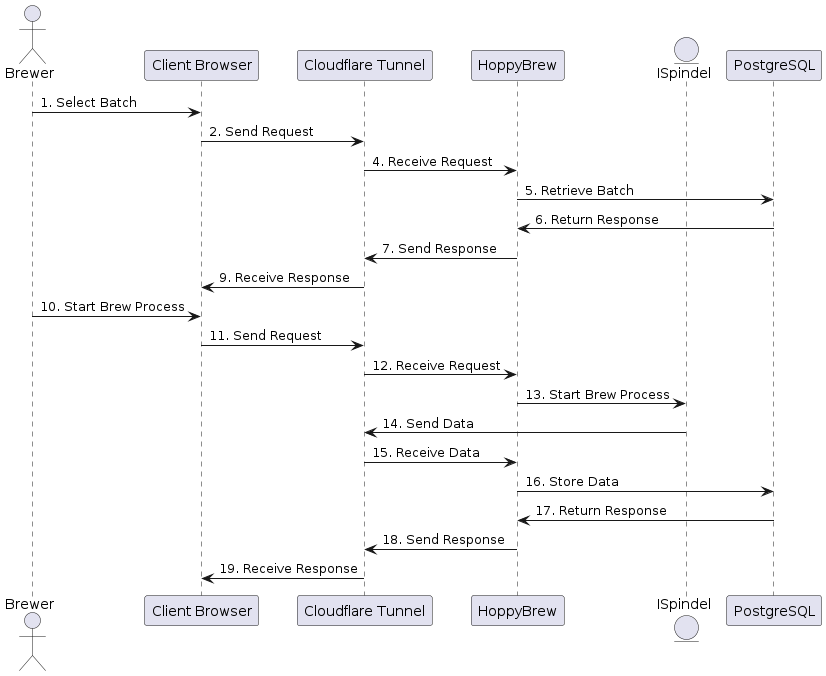 Brewer
Client Browser
Cloudflare Tunnel
HoppyBrew
ISpindel
PostgreSQL
1. Select Batch
2. Send Request
4. Receive Request
5. Retrieve Batch
6. Return Response
7. Send Response
9. Receive Response
10. Start Brew Process
11. Send Request
12. Receive Request
13. Start Brew Process
14. Send Data
15. Receive Data
16. Store Data
17. Return Response
18. Send Response
19. Receive Response
Brewer
Client Browser
Cloudflare Tunnel
HoppyBrew
ISpindel
PostgreSQL